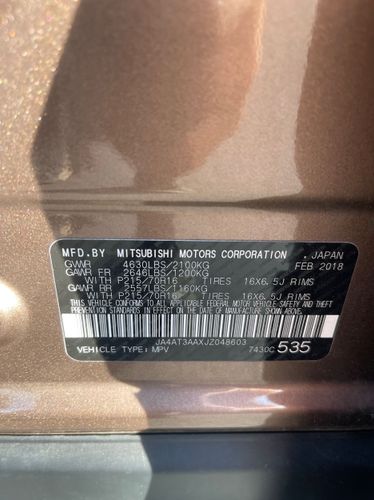 MFD.BY MITSUBISHI MOTORS CORPORATION , JAPAN
GVWR 4630LBS/2100KG FEB 2018
GAWR FR 2646LBS/1200KG
WITH P215/70R16 TIRES 16X6.5J RIMS
GAWR RR 2557LBS/1160KG
WITH P215/70R16 TIRES 16X6.5J RIMS
THIS VEHICLE CONFORMS TO ALL APPLICABLE FEDERAL MOTOR VEHICLE SAFETY AND
THEFT PREVENTION STANDARDS IN EFFECT ON THE DATE OF MANUFACTURE SHOWN ABOVE.
JA4AT3AAXJZ048603
VEHICLE TYPE: MPV 7430C 535